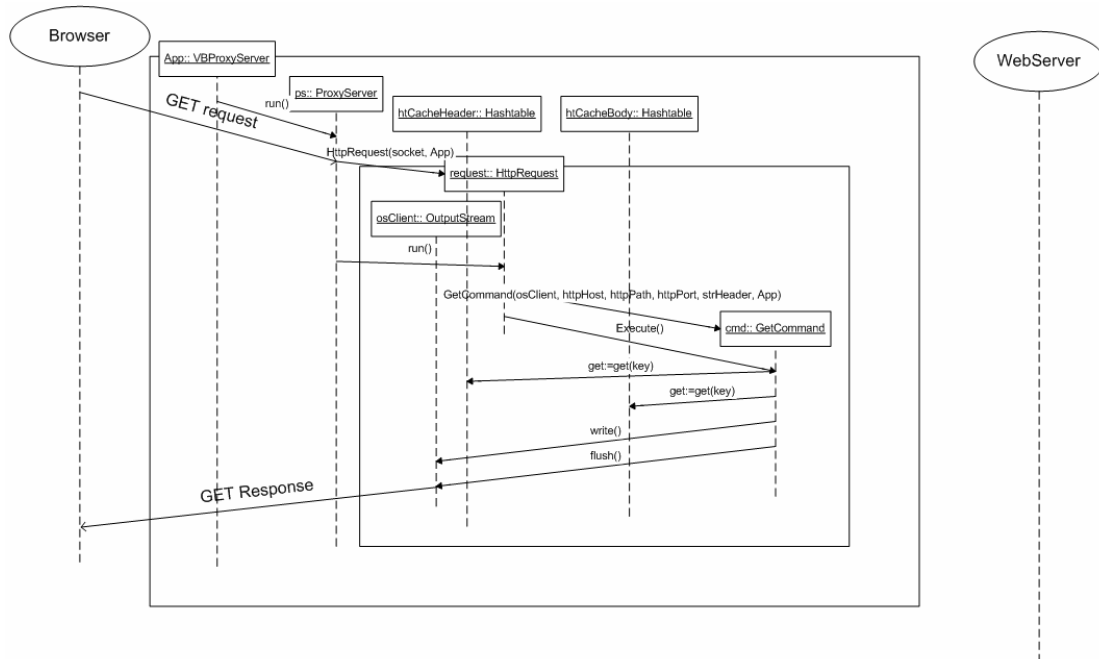 Browser
WebServer
App:: VBProxyServer
ps:: ProxyServer
run()
GET request
htCacheHeader:: Hashtable
htCacheBody:: Hashtable
HttpRequest(socket, App)
request:: HttpRequest
osClient:: OutputStream
run()
GetCommand(osClient, httpHost, httpPath, httpPort, strHeader, App)
Execute()
cmd:: GetCommand
get:=get(key)
get:=get(key)
write()
flush()
GET Response